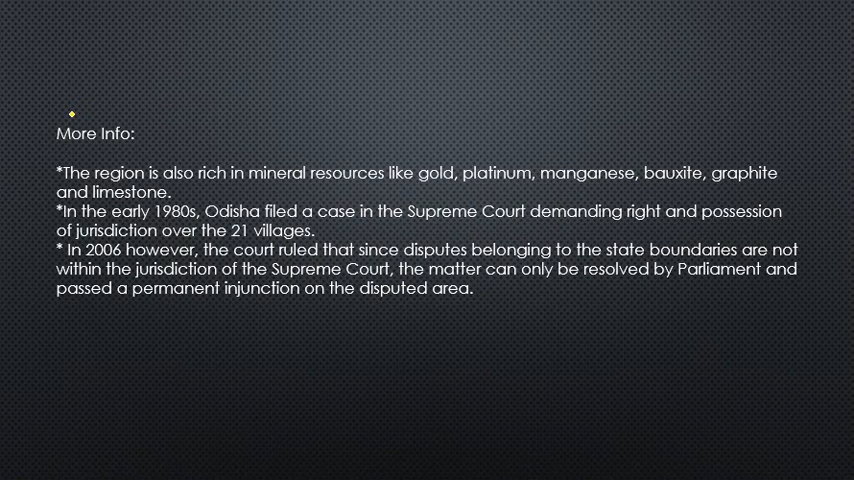 More Info:
*The region is also rich in mineral resources like gold, platinum, manganese, bauxite, graphite
and limestone.
*In the early 1980s, Odisha filed a case in the Supreme Court demanding right and possession
of jurisdiction over the 21 villages.
* In 2006 however, the court ruled that since disputes belonging to the state boundaries are not
within the jurisdiction of the Supreme Court, the matter can only be resolved by Parliament and
passed a permanent injunction on the disputed area.